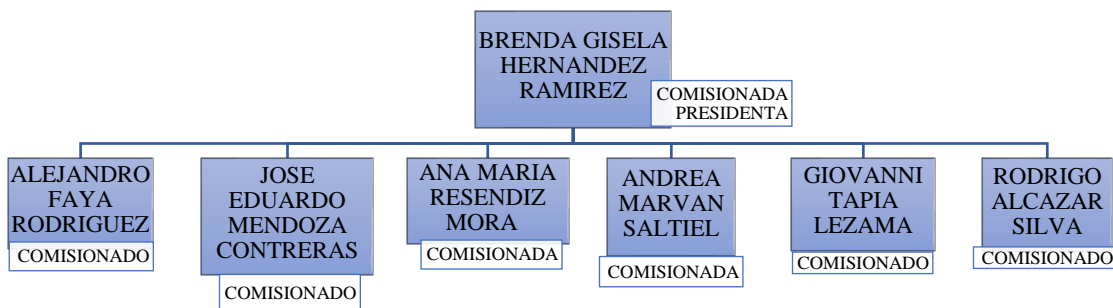 BRENDA GISELA
HERNANDEZ
RAMIREZ
COMISIONADA
PRESIDENTA
ALEJANDRO
FAYA
RODRIGUEZ
COMISIONADO
JOSE
EDUARDO
MENDOZA
CONTRERAS
COMISIONADO
ANA MARIA
RESENDIZ
MORA
COMISIONADA
ANDREA
MARVAN
SALTIEL
COMISIONADA
GIOVANNI
TAPIA
LEZAMA
COMISIONADO
RODRIGO
ALCAZAR
SILVA
COMISIONADO